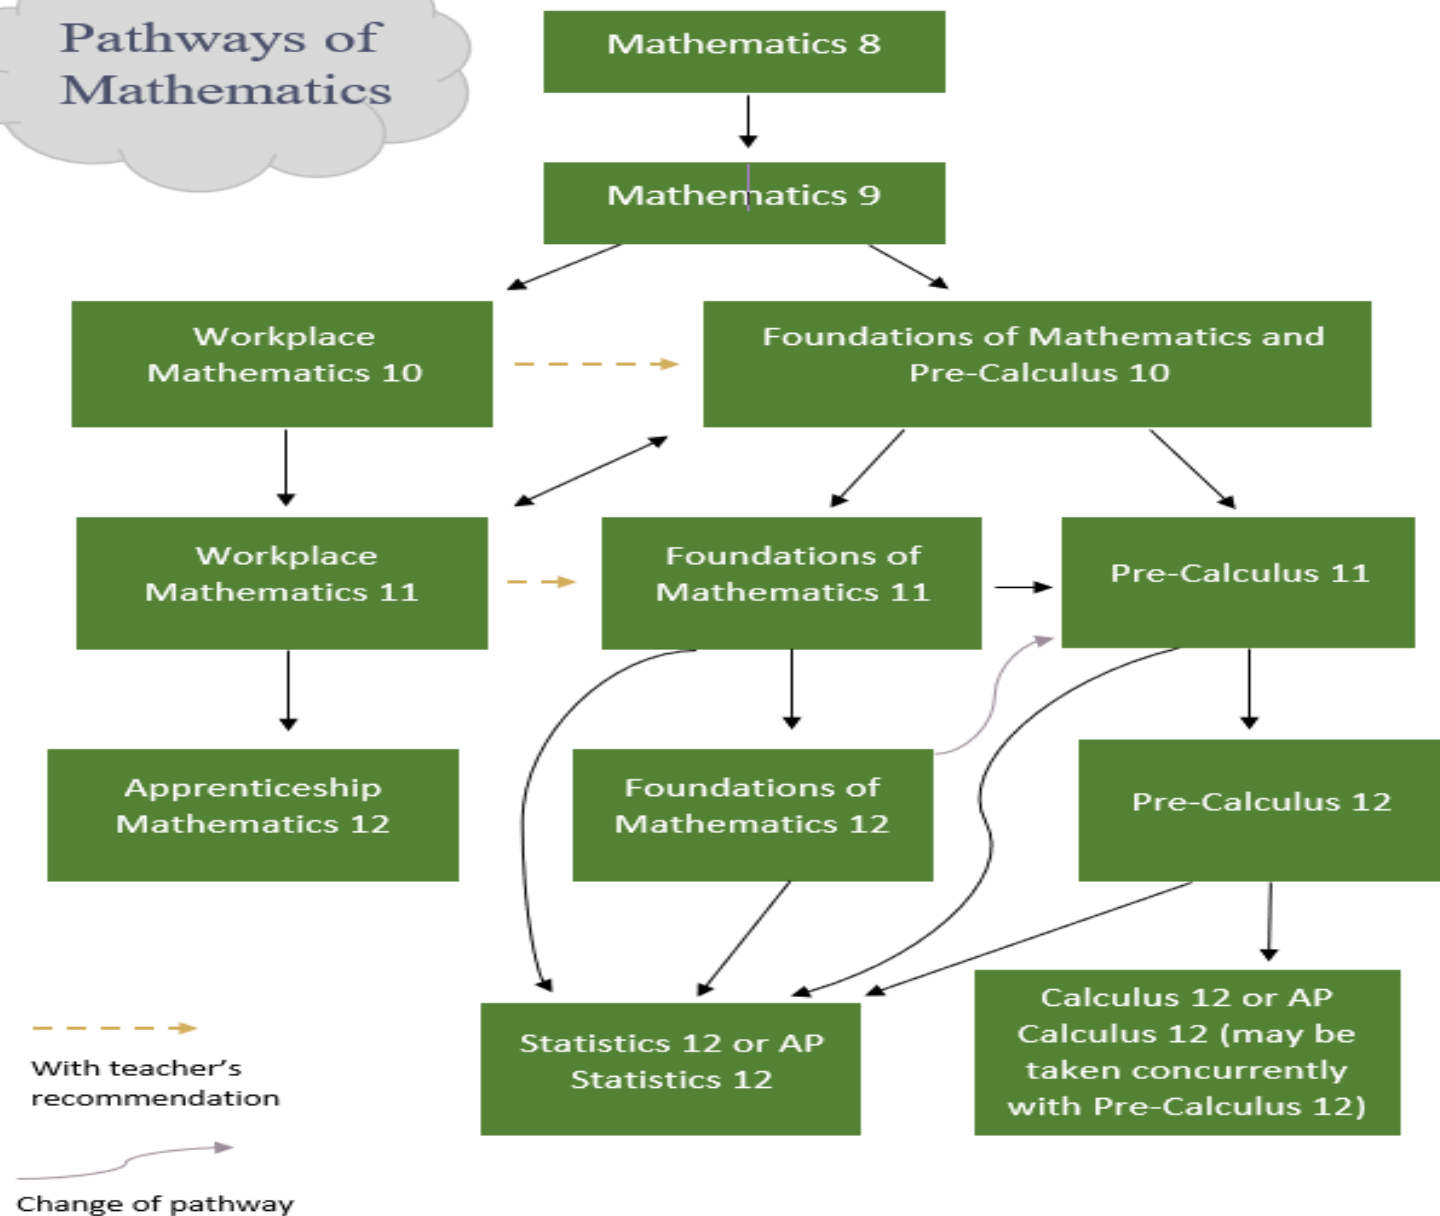 Pathways of
Mathematics
Mathematics 8
Mathematics 9
Workplace
Mathematics 10
Foundations of Mathematics and
Pre-Calculus 10
Workplace
Mathematics 11
Foundations of
Mathematics 11
Pre-Calculus 11
Apprenticeship
Mathematics 12
Foundations of
Mathematics 12
Pre-Calculus 12
Statistics 12 or AP
Statistics 12
Calculus 12 or AP
Calculus 12 (may be
taken concurrently
with Pre-Calculus 12)
With teacher’s
recommendation
Change of pathway